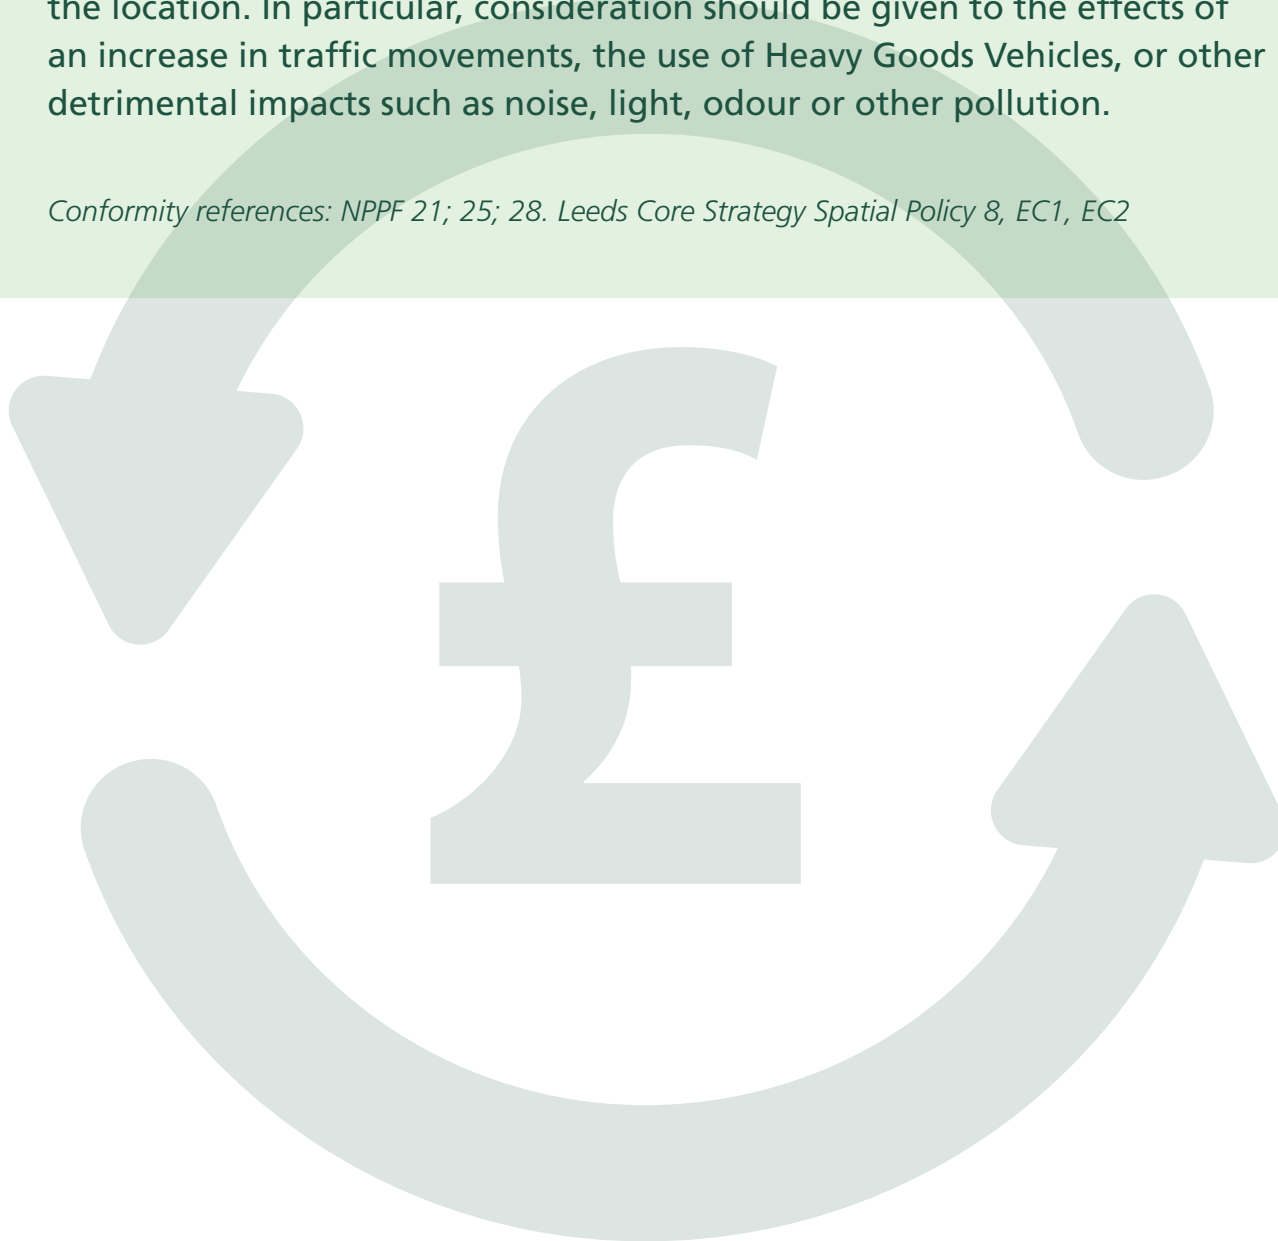 the location. In particular, consideration should be given to the effects of
an increase in traffic movements, the use of Heavy Goods Vehicles, or other
detrimental impacts such as noise, light, odour or other pollution.
Conformity references: NPPF 21; 25; 28. Leeds Core Strategy Spatial Policy 8, EC1, EC2
£